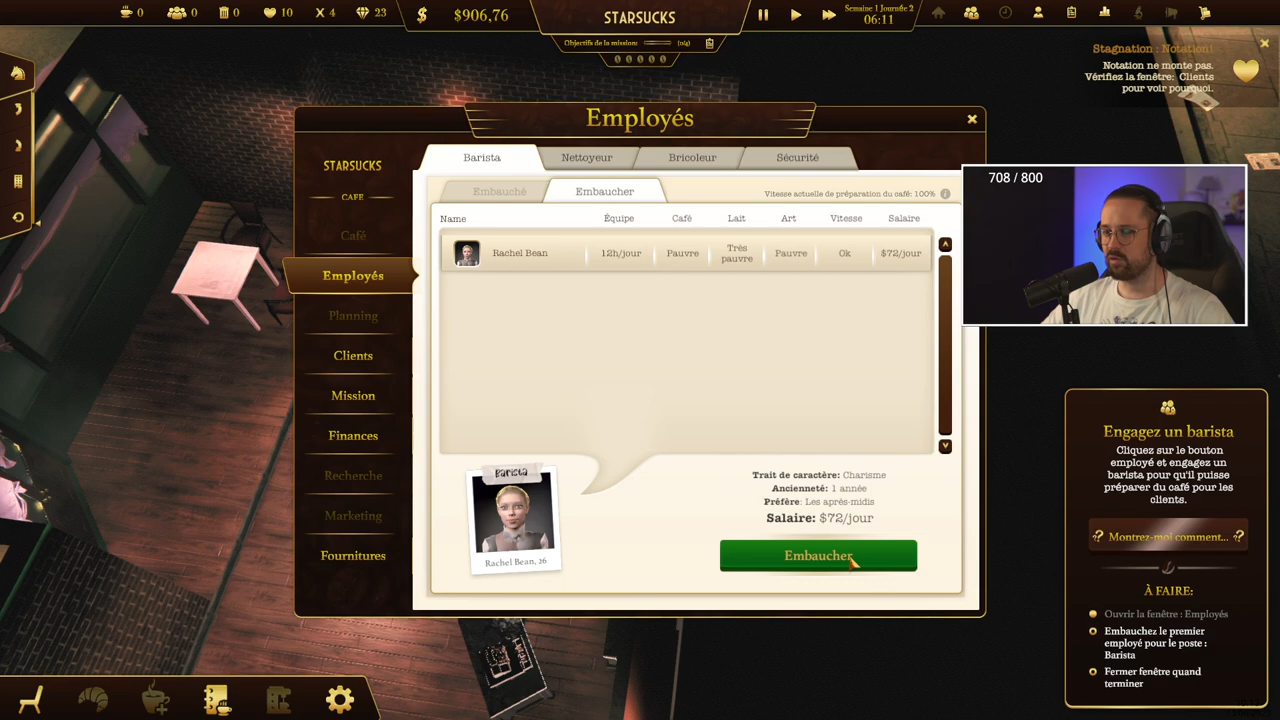 0
0
0
10
4
23
$906,76
STARSUCKS
Semaine 1 Journée 2
06:11
Objectifs de la mission:
(0/4)
Stagnation : Notation!
Notation ne monte pas.
Vérifiez la fenêtre: Clients
pour voir pourquoi.
Employés
STARSUCKS
CAFE
Café
Employés
Planning
Clients
Mission
Finances
Recherche
Marketing
Fournitures
Barista
Nettoyeur
Bricoleur
Sécurité
Embauché
Embaucher
Vitesse actuelle de préparation du café: 100%
Name
Équipe
Café
Lait
Art
Vitesse
Salaire
Rachel Bean
12h/jour
Pauvre
Très
pauvre
Pauvre
Ok
$72/jour
Barista
Rachel Bean, 26
Trait de caractère: Charisme
Ancienneté: 1 année
Préfère: Les après-midis
Salaire: $72/jour
Embaucher
708 / 800
Engagez un barista
Cliquez sur le bouton
employé et engagez un
barista pour qu'il puisse
préparer du café pour les
clients.
Montrez-moi comment...
À FAIRE:
Ouvrir la fenêtre : Employés
Embauchez le premier
employé pour le poste :
Barista
Fermer fenêtre quand
terminer